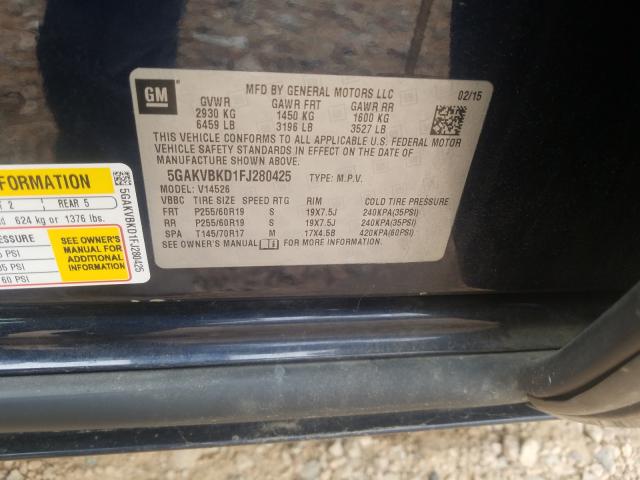 GM
MFD BY GENERAL MOTORS LLC
02/15
GVWR GAWR FRT GAWR RR
2930 KG 1450 KG 1600 KG
6459 LB 3196 LB 3527 LB
THIS VEHICLE CONFORMS TO ALL APPLICABLE U.S. FEDERAL MOTOR
VEHICLE SAFETY STANDARDS IN EFFECT ON THE DATE OF
MANUFACTURE SHOWN ABOVE.
5GAKVBKD1FJ280425 TYPE: M.P.V.
MODEL: V14526
VBBC TIRE SIZE SPEED RTG RIM COLD TIRE PRESSURE
FRT P255/60R19 S 19X7.5J 240KPA(35PSI)
RR P255/60R19 S 19X7.5J 240KPA(35PSI)
SPA T145/70R17 M 17X4.5B 420KPA(60PSI)
SEE OWNER'S MANUAL FOR MORE INFORMATION.
FORMATION
2 REAR 5
624 kg or 1376 lbs.
5GAKVBKD1FJ280425
PSI
PSI
60 PSI
SEE OWNER'S
MANUAL FOR
ADDITIONAL
INFORMATION